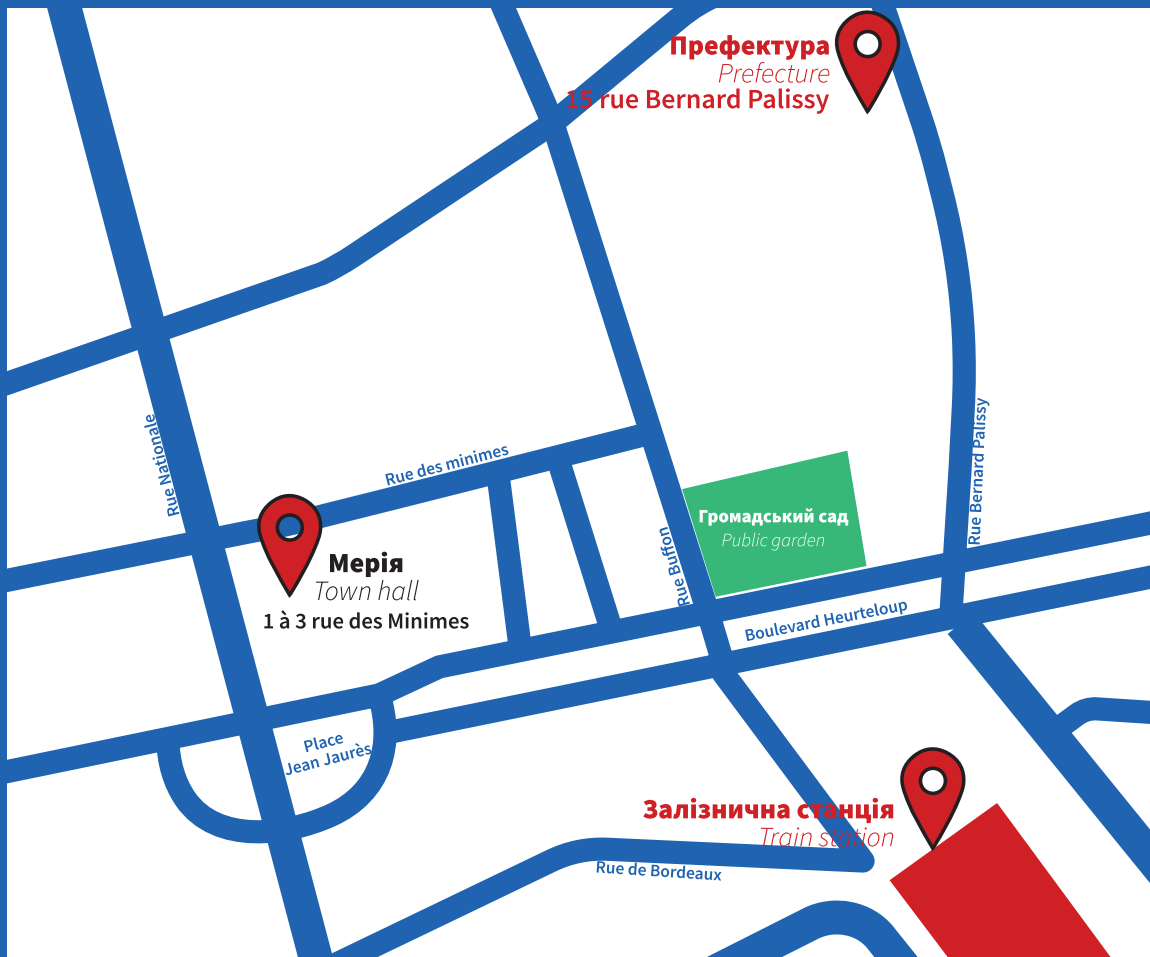 Префектура
Prefecture
15 rue Bernard Palissy
Rue Nationale
Rue des minimes
Rue Bernard Palissy
Громадський сад
Public garden
Rue Buffon
Мерія
Town hall
1 à 3 rue des Minimes
Boulevard Heurteloup
Place
Jean Jaurès
Залізнична станція
Train station
Rue de Bordeaux